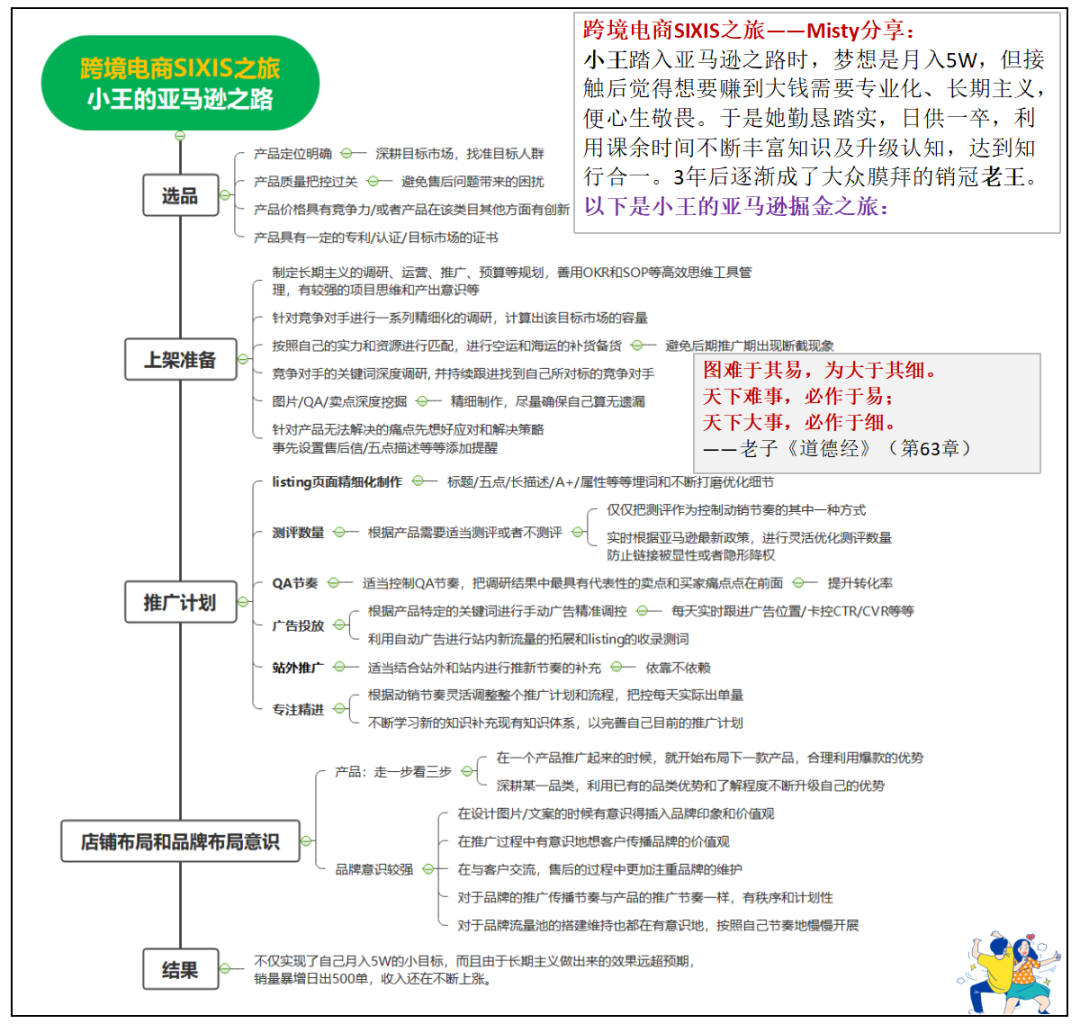 跨境电商SIXIS之旅
小王的亚马逊之路
跨境电商SIXIS之旅——Misty分享：
小王踏入亚马逊之路时，梦想是月入5W，但接
触后觉得想要赚到大钱需要专业化、长期主义，
便心生敬畏。于是她勤恳踏实，日供一卒，利
用课余时间不断丰富知识及升级认知，达到知
行合一。3年后逐渐成了大众膜拜的销冠老王。
以下是小王的亚马逊掘金之旅：
选品
产品定位明确
深耕目标市场，找准目标人群
产品质量把控过关
避免售后问题带来的困扰
产品价格具有竞争力/或者产品在该类目其他方面有创新
产品具有一定的专利/认证/目标市场的证书
上架准备
制定长期主义的调研、运营、推广、预算等规划，善用OKR和SOP等高效思维工具管
理，有较强的项目思维和产出意识等
针对竞争对手进行一系列精细化的调研，计算出该目标市场的容量
按照自己的实力和资源进行匹配，进行空运和海运的补货备货
避免后期推广期出现断截现象
竞争对手的关键词深度调研，并持续跟进找到自己所对标的竞争对手
图片/QA/卖点深度挖掘
精细制作，尽量确保自己算无遗漏
针对产品无法解决的痛点先想好应对和解决策略
事先设置售后信/五点描述等等添加提醒
图难于其易，为大于其细。
天下难事，必作于易；
天下大事，必作于细。
——老子《道德经》（第63章）
推广计划
listing页面精细化制作
标题/五点/长描述/A+/属性等等埋词和不断打磨优化细节
测评数量
根据产品需要适当测评或者不测评
仅仅把测评作为控制动销节奏的其中一种方式
实时根据亚马逊最新政策，进行灵活优化测评数量
防止链接被显性或者隐形降权
QA节奏
适当控制QA节奏，把调研结果中最具有代表性的卖点和买家痛点点在前面
提升转化率
广告投放
根据产品特定的关键词进行手动广告精准调控
每天实时跟进广告位置/卡控CTR/CVR等等
利用自动广告进行站内新流量的拓展和listing的收录测词
站外推广
适当结合站外和站内进行推新节奏的补充
依靠不依赖
专注精进
根据动销节奏灵活调整整个推广计划和流程，把控每天实际出单量
不断学习新的知识补充现有知识体系，以完善自己目前的推广计划
店铺布局和品牌布局意识
产品：走一步看三步
在一个产品推广起来的时候，就开始布局下一款产品，合理利用爆款的优势
深耕某一品类，利用已有的品类优势和了解程度不断升级自己的优势
品牌意识较强
在设计图片/文案的时候有意识得插入品牌印象和价值观
在推广过程中有意识地想客户传播品牌的价值观
在与客户交流，售后的过程中更加注重品牌的维护
对于品牌的推广传播节奏与产品的推广节奏一样，有秩序和计划性
对于品牌流量池的搭建维持也都在有意识地，按照自己节奏地慢慢开展
结果
不仅实现了自己月入5W的小目标，而且由于长期主义做出来的效果远超预期，
销量暴增日出500单，收入还在不断上涨。